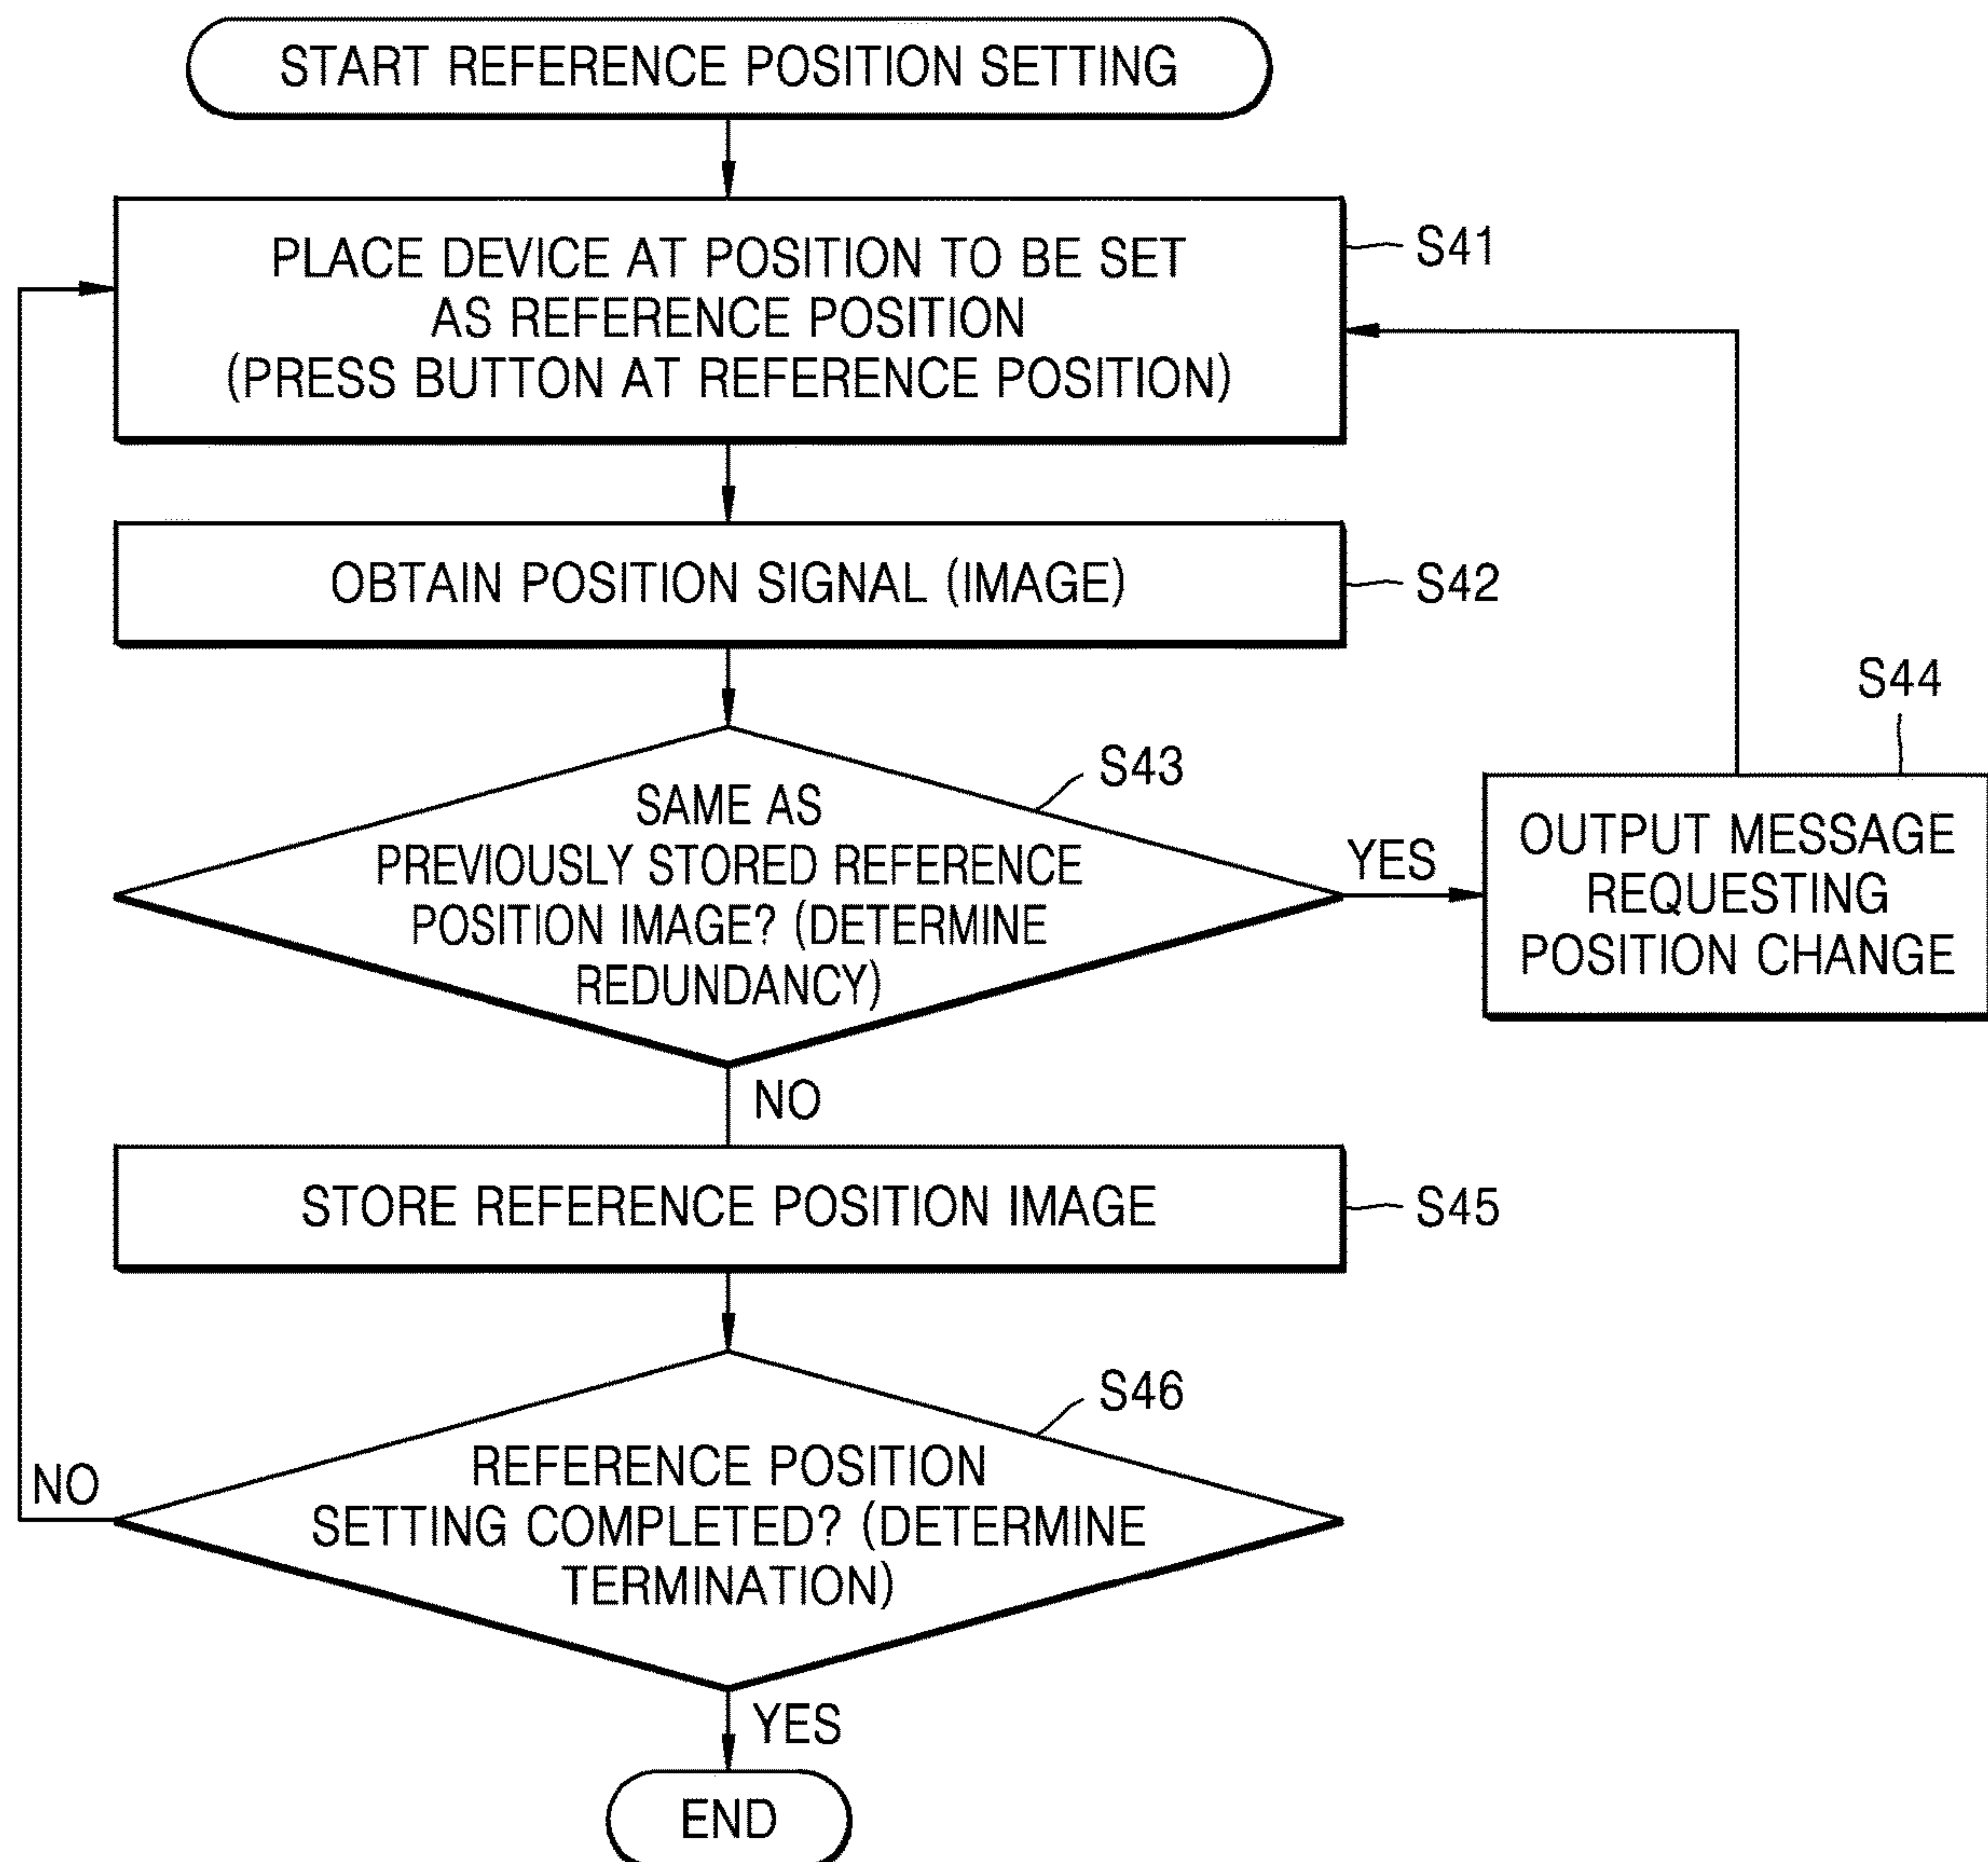 START REFERENCE POSITION SETTING
PLACE DEVICE AT POSITION TO BE SET
AS REFERENCE POSITION
(PRESS BUTTON AT REFERENCE POSITION)
S41
OBTAIN POSITION SIGNAL (IMAGE)
S42
SAME AS
PREVIOUSLY STORED REFERENCE
POSITION IMAGE? (DETERMINE
REDUNDANCY)
S43
YES
S44
OUTPUT MESSAGE
REQUESTING
POSITION CHANGE
NO
STORE REFERENCE POSITION IMAGE
S45
REFERENCE POSITION
SETTING COMPLETED? (DETERMINE
TERMINATION)
S46
NO
YES
END